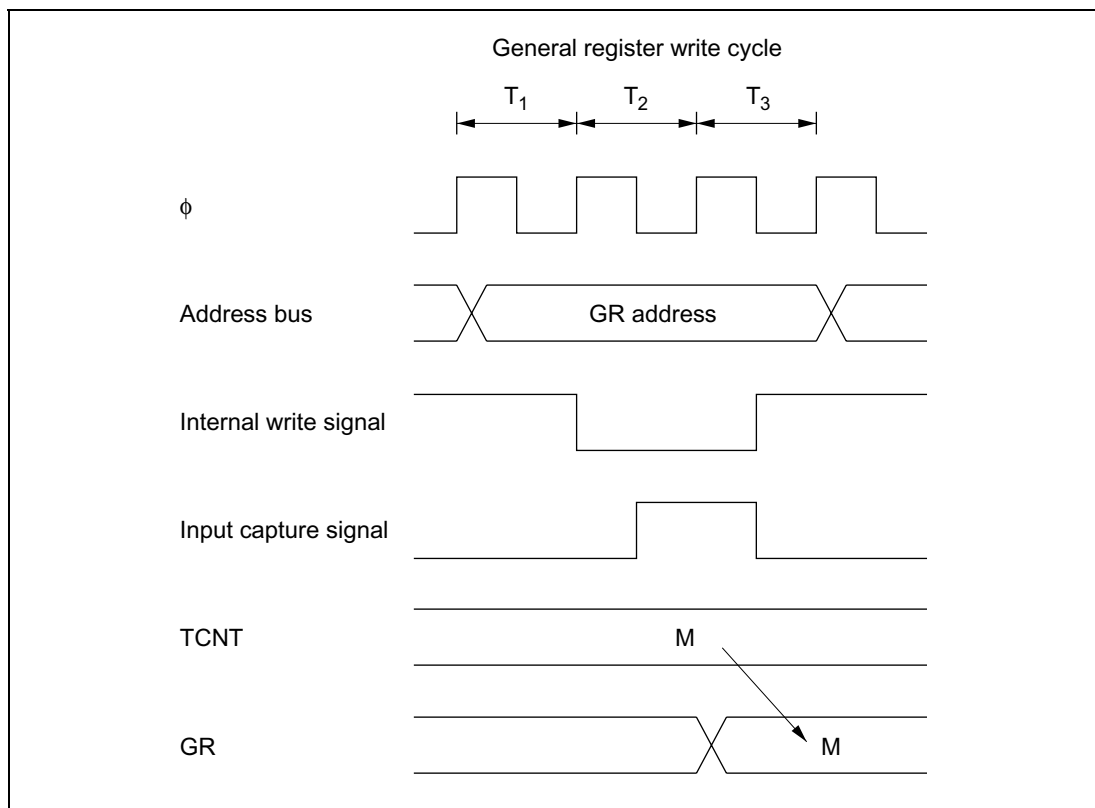 General register write cycle
T1 T2 T3
ϕ
Address bus GR address
Internal write signal
Input capture signal
TCNT M
GR M